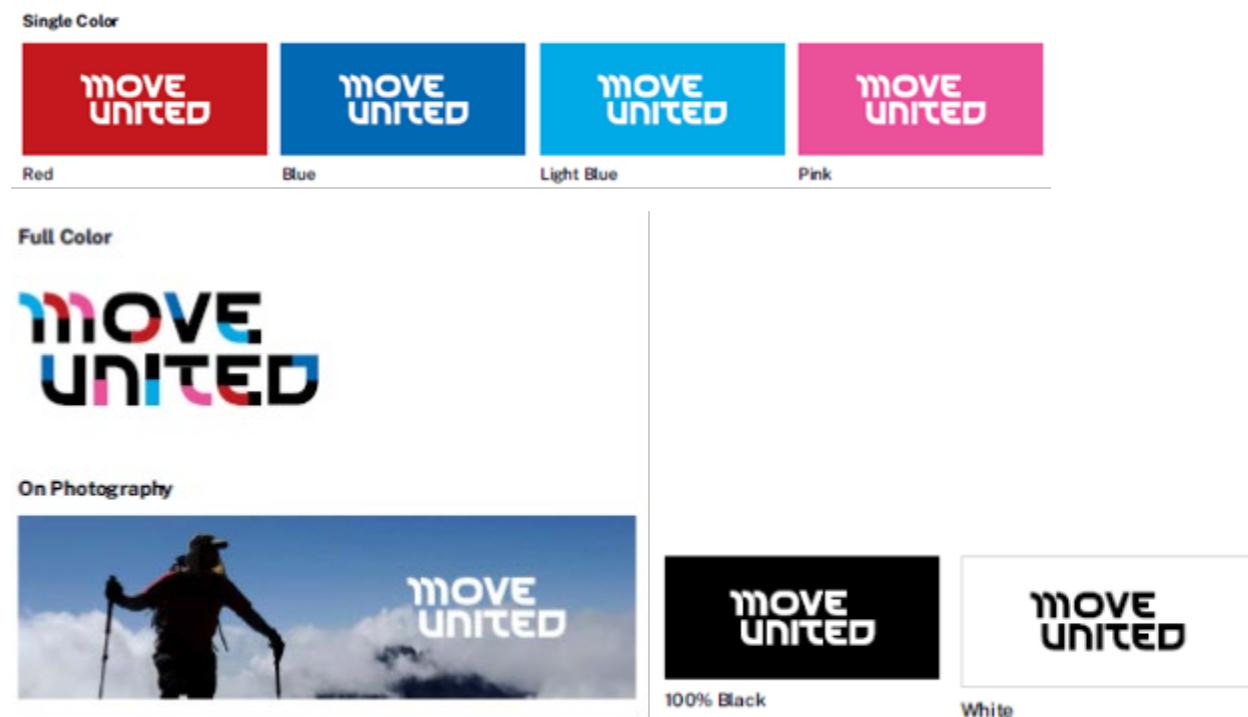 Single Color
MOVE
UNITED
MOVE
UNITED
MOVE
UNITED
MOVE
UNITED
Red
Blue
Light Blue
Pink
Full Color
MOVE
UNITED
On Photography
MOVE
UNITED
MOVE
UNITED
100% Black
MOVE
UNITED
White